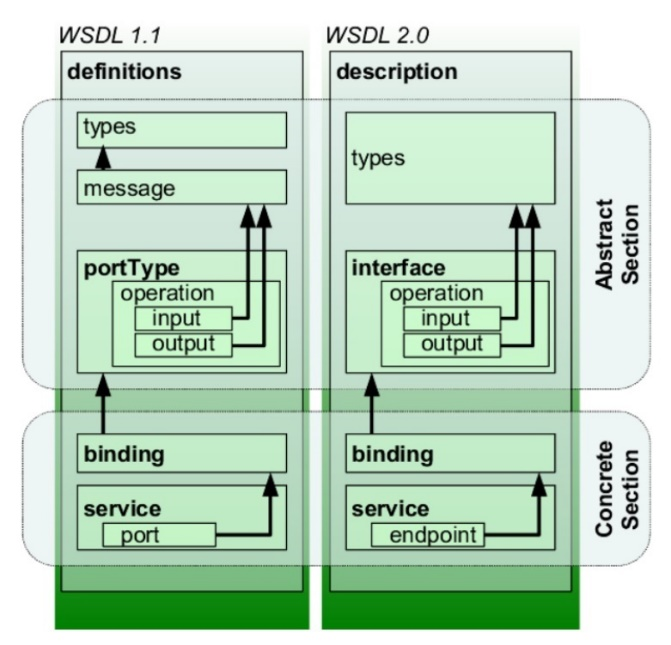 WSDL 1.1
definitions
types
message
portType
operation
input
output
binding
service
port
WSDL 2.0
description
types
interface
operation
input
output
binding
service
endpoint
Abstract
Section
Concrete
Section